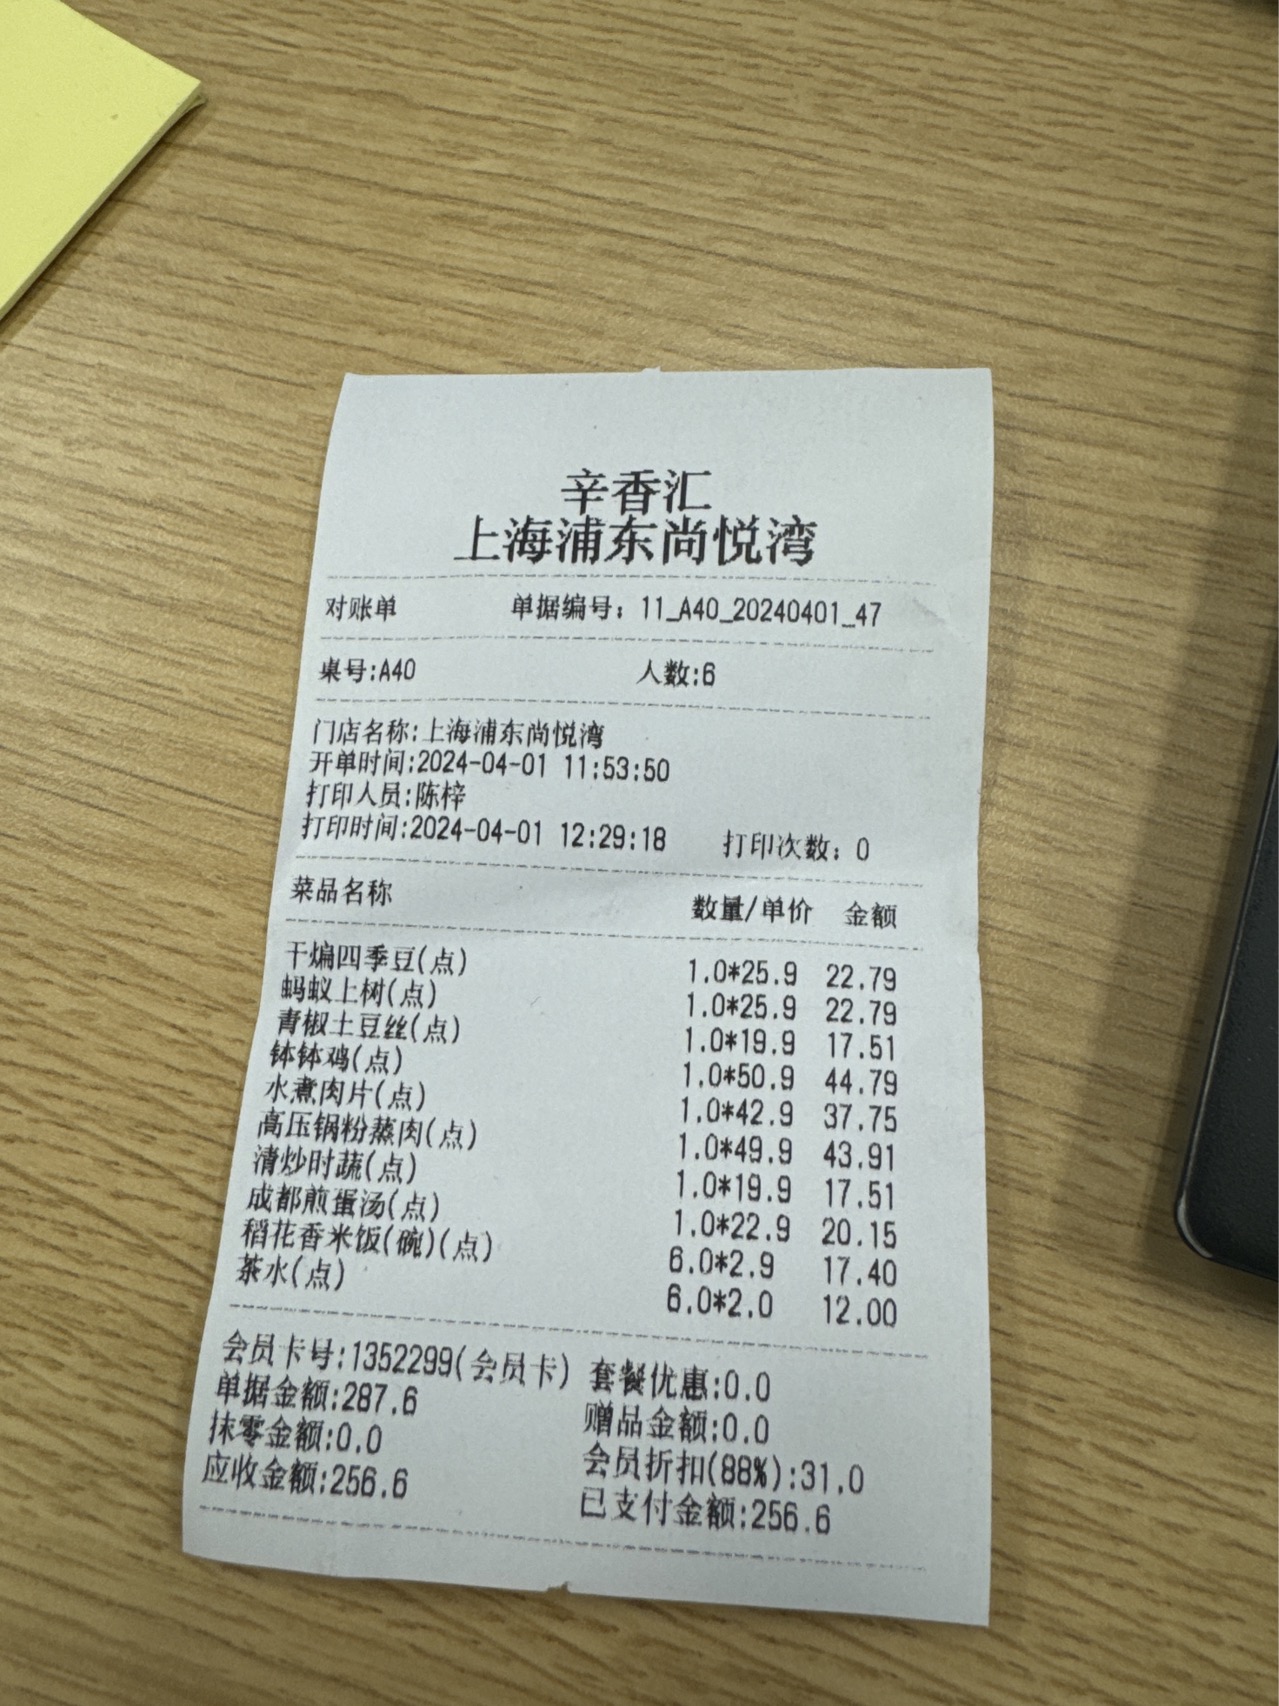 辛香汇
上海浦东尚悦湾
对账单 单据编号：11_A40_20240401_47
桌号:A40 人数:6
门店名称:上海浦东尚悦湾
开单时间:2024-04-01 11:53:50
打印人员:陈梓
打印时间:2024-04-01 12:29:18 打印次数：0
菜品名称 数量/单价 金额
干煸四季豆(点) 1.0*25.9 22.79
蚂蚁上树(点) 1.0*25.9 22.79
青椒土豆丝(点) 1.0*19.9 17.51
钵钵鸡(点) 1.0*50.9 44.79
水煮肉片(点) 1.0*42.9 37.75
高压锅粉蒸肉(点) 1.0*49.9 43.91
清炒时蔬(点) 1.0*19.9 17.51
成都煎蛋汤(点) 1.0*22.9 20.15
稻花香米饭(碗)(点) 6.0*2.9 17.40
茶水(点) 6.0*2.0 12.00
会员卡号:1352299(会员卡) 套餐优惠:0.0
单据金额:287.6 赠品金额:0.0
抹零金额:0.0 会员折扣(88%):31.0
应收金额:256.6 已支付金额:256.6